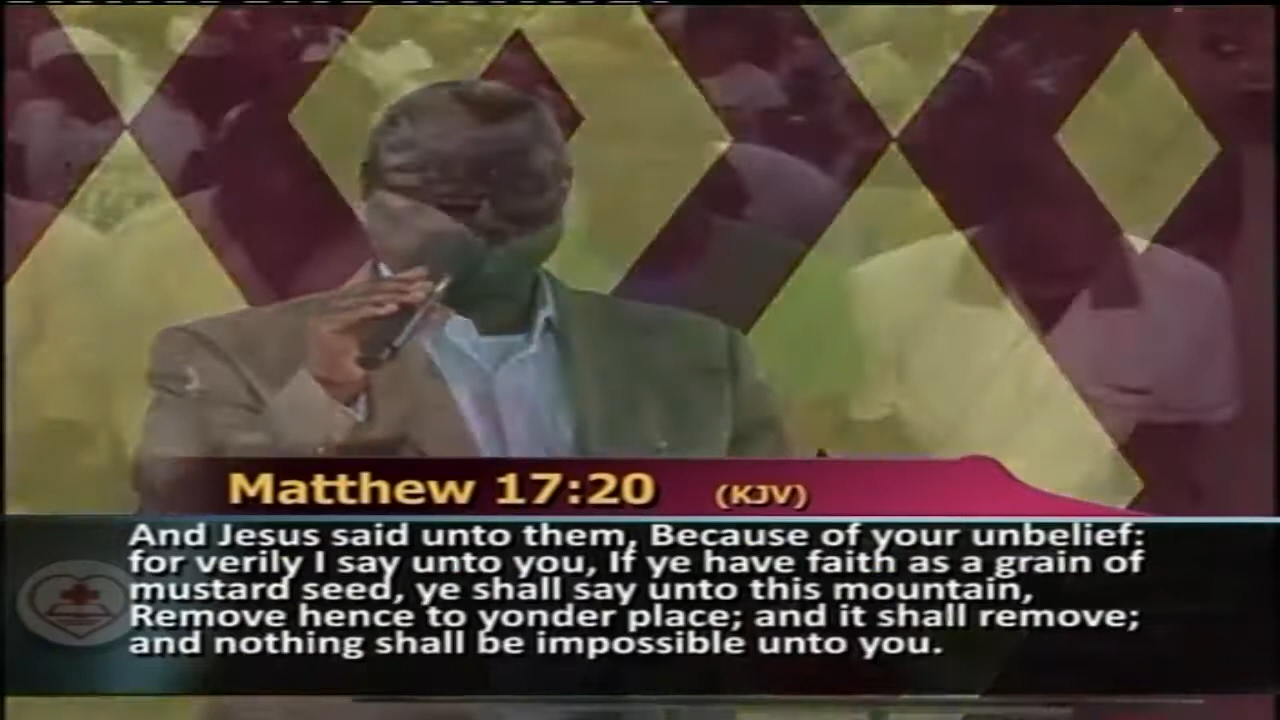 Matthew 17:20 (KJV)
And Jesus said unto them, Because of your unbelief:
for verily I say unto you, If ye have faith as a grain of
mustard seed, ye shall say unto this mountain,
Remove hence to yonder place; and it shall remove;
and nothing shall be impossible unto you.